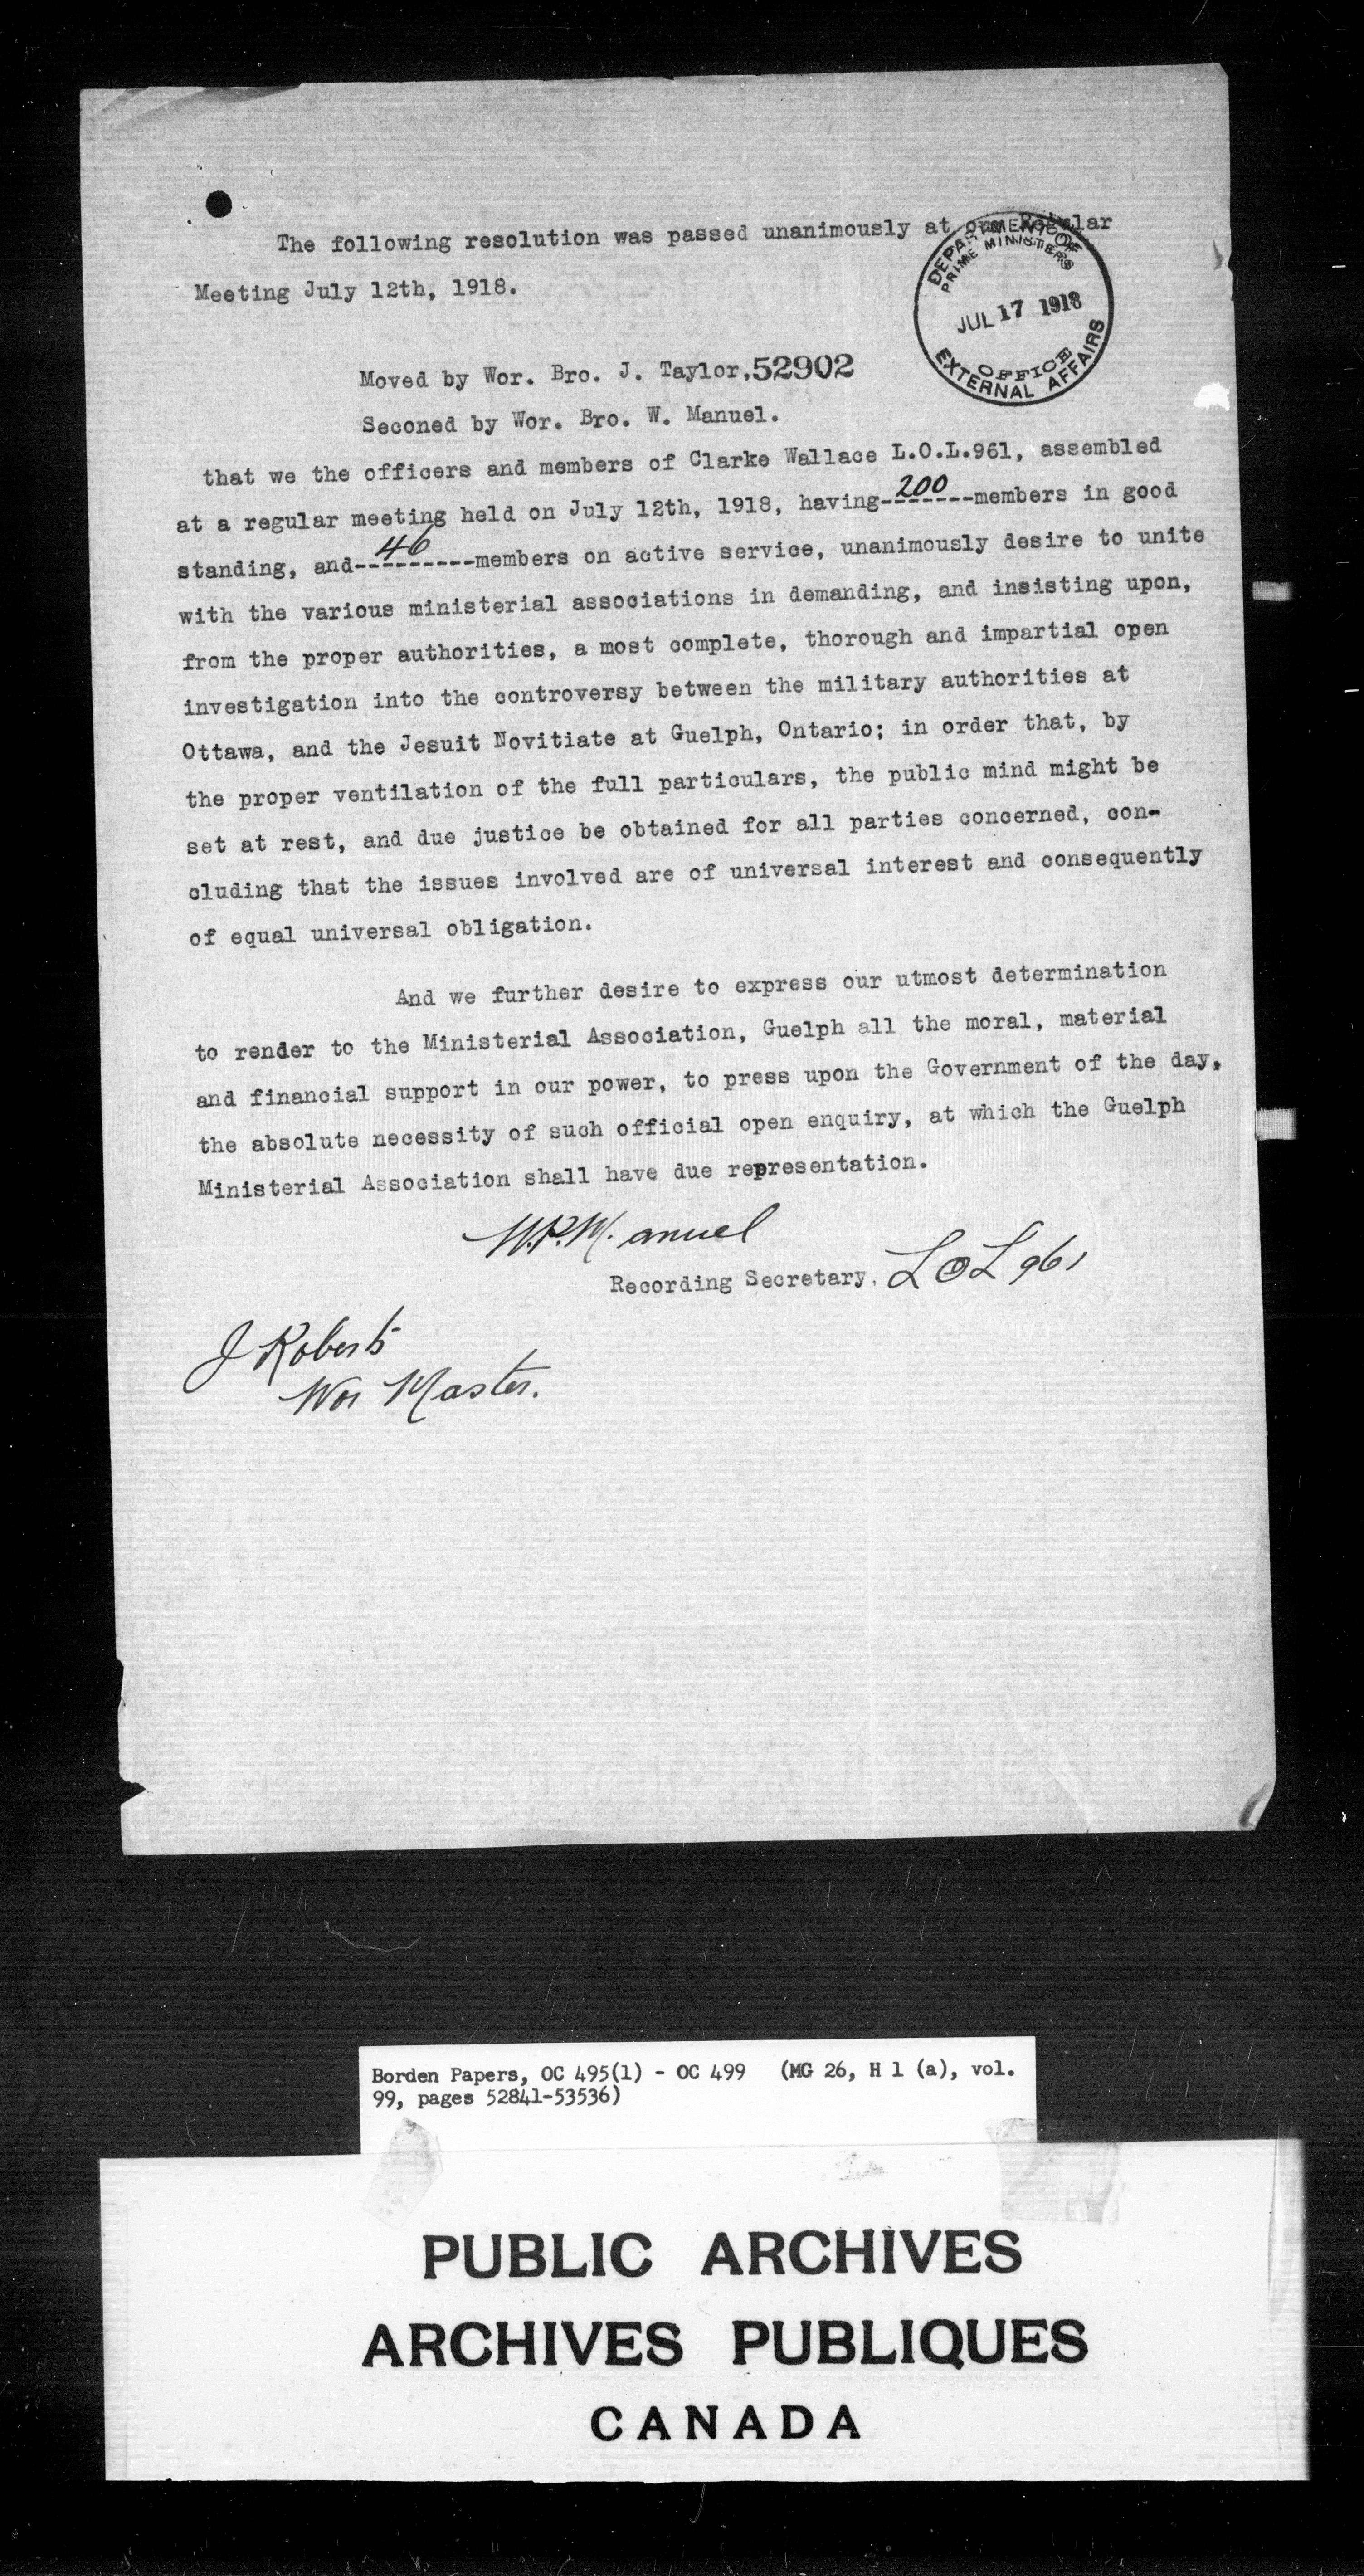 The following resolution was passed unanimously at our Regular
Meeting July 12th, 1918.
DEPARTMENT OF
PRIME MINISTERS
JUL 17 1918
OFFICE
EXTERNAL AFFAIRS
Moved by Wor. Bro. J. Taylor.52902
Seconed by Wor. Bro. W. Manuel.
that we the officers and members of Clarke Wallace L.O.L.961, assembled
at a regular meeting held on July 12th, 1918, having--200--members in good
standing, and---46---members on active service, unanimously desire to unite
with the various ministerial associations in demanding, and insisting upon,
from the proper authorities, a most complete, thorough and impartial open
investigation into the controversy between the military authorities at
Ottawa, and the Jesuit Novitiate at Guelph, Ontario; in order that, by
the proper ventilation of the full particulars, the public mind might be
set at rest, and due justice be obtained for all parties concerned, con-
cluding that the issues involved are of universal interest and consequently
of equal universal obligation.
And we further desire to express our utmost determination
to render to the Ministerial Association, Guelph all the moral, material
and financial support in our power, to press upon the Government of the day,
the absolute necessity of such official open enquiry, at which the Guelph
Ministerial Association shall have due representation.
W.P.Manuel
Recording Secretary. LOL 961
J Roberts
Wor Master.
Borden Papers, OC 495(1) - OC 499 (MG 26, H 1 (a), vol.
99, pages 52841-53536)
PUBLIC ARCHIVES
ARCHIVES PUBLIQUES
CANADA